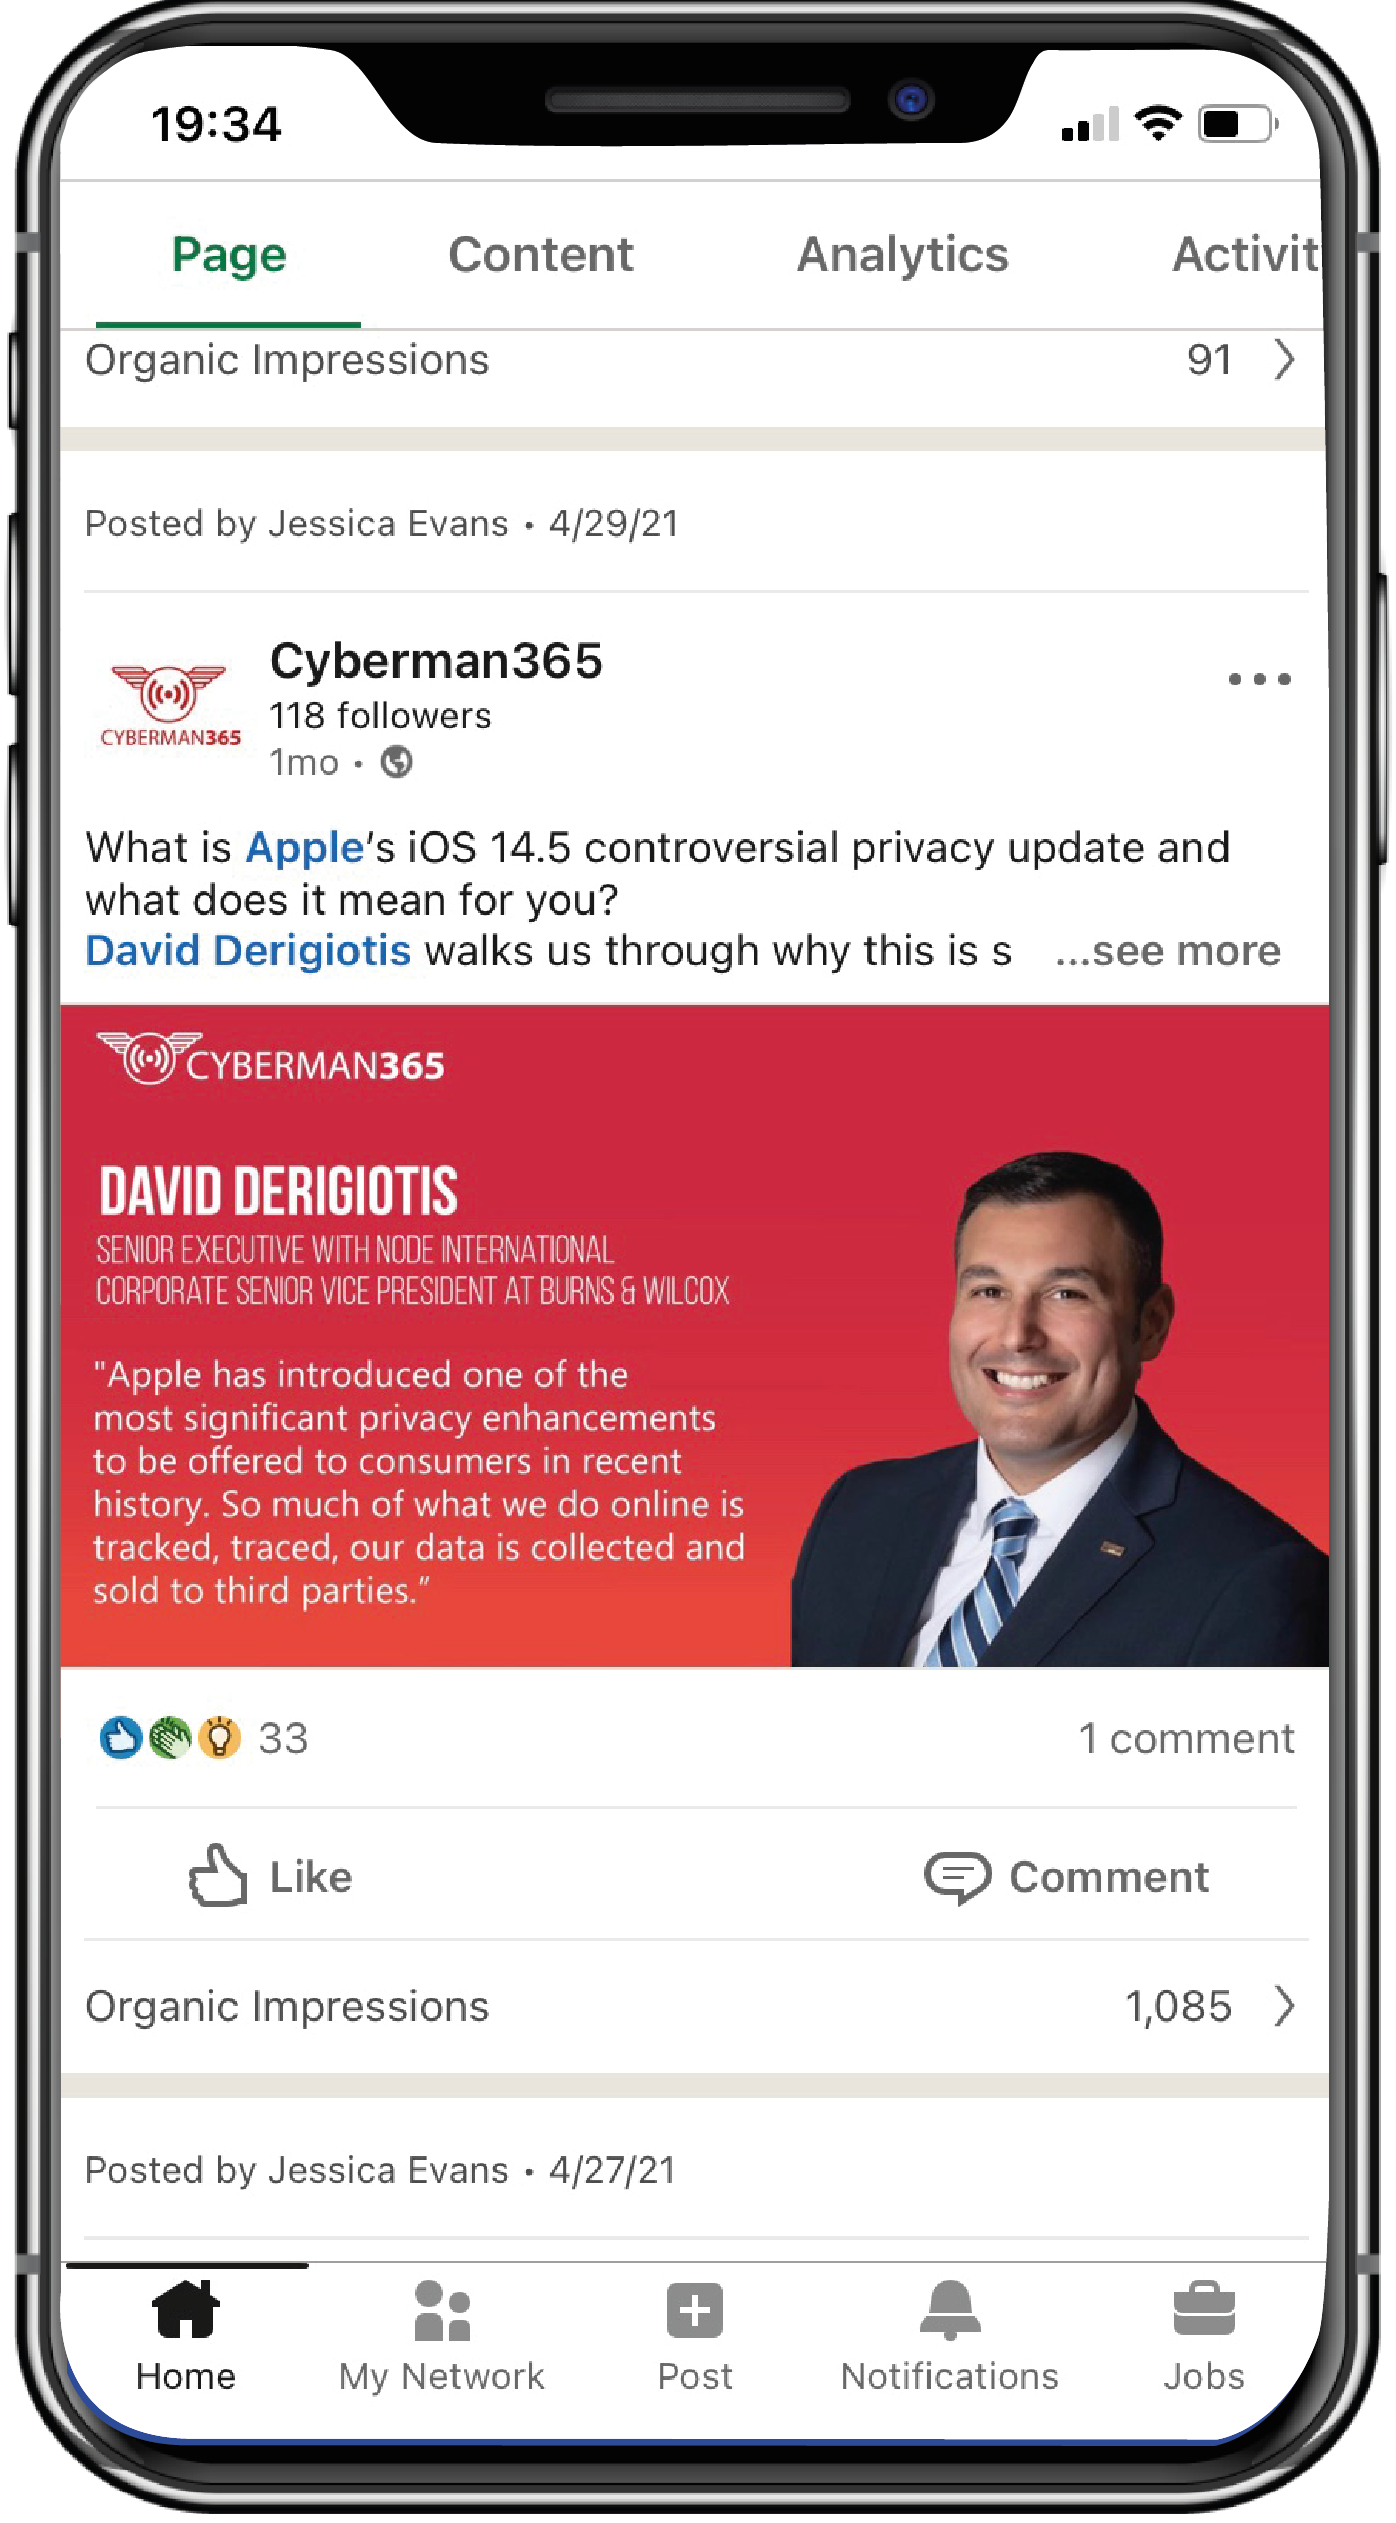 19:34
Page Content Analytics Activit
Organic Impressions 91
Posted by Jessica Evans • 4/29/21
CYBERMAN365
Cyberman365
118 followers
1mo •
What is Apple's iOS 14.5 controversial privacy update and
what does it mean for you?
David Derigiotis walks us through why this is s ...see more
CYBERMAN365
DAVID DERIGIOTIS
SENIOR EXECUTIVE WITH NODE INTERNATIONAL
CORPORATE SENIOR VICE PRESIDENT AT BURNS & WILCOX
"Apple has introduced one of the
most significant privacy enhancements
to be offered to consumers in recent
history. So much of what we do online is
tracked, traced, our data is collected and
sold to third parties."
33 1 comment
Like Comment
Organic Impressions 1,085
Posted by Jessica Evans • 4/27/21
Home My Network Post Notifications Jobs